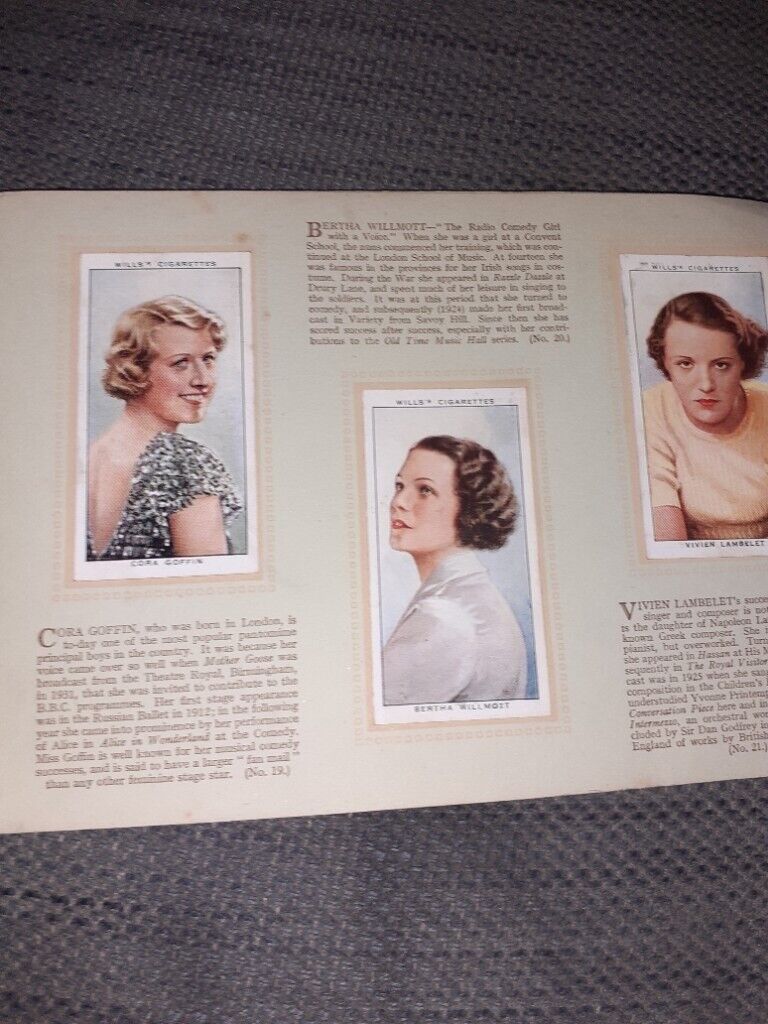 WILL'S CIGARETTES
CORA GOFFIN
CORA GOFFIN, who was born in London, is
to-day one of the most popular pantomime
principal boys in the country. It was because her
voice came over so well when Mother Goose was
broadcast from the Theatre Royal, Birmingham,
in 1931, that she was invited to contribute to the
B.B.C. programmes. Her first stage appearance
was in the Russian Ballet in 1912; in the following
year she came into prominence by her performance
of Alice in Alice in Wonderland at the Comedy.
Miss Goffin is well known for her musical comedy
successes, and is said to have a larger "fan mail"
than any other feminine stage star. (No. 19.)
BERTHA WILLMOTT—"The Radio Comedy Girl
with a Voice." When she was a girl at a Convent
School, the nuns commenced her training, which was con-
tinued at the London School of Music. At fourteen she
was famous in the provinces for her Irish songs in cos-
tume. During the War she appeared in Razzle Dazzle at
Drury Lane, and spent much of her leisure in singing to
the soldiers. It was at this period that she turned to
comedy, and subsequently (1924) made her first broad-
cast in Variety from Savoy Hill. Since then she has
scored success after success, especially with her contri-
butions to the Old Time Music Hall series. (No. 20.)
WILLS'S CIGARETTES
BERTHA WILLMOTT
WILLS'S CIGARETTES
VIVIEN LAMBELET
VIVIEN LAMBELET's succe
singer and composer is not
is the daughter of Napoleon La
known Greek composer. She
pianist, but overworked. Turn
she appeared in Hassan at His M
sequently in The Royal Visitor
cast was in 1925 when she san
composition in the Children's
understudied Yvonne Printemp
Conversation Piece here and in
Intermezzo, an orchestral wor
cluded by Sir Dan Godfrey in
England of works by British
(No. 21.)